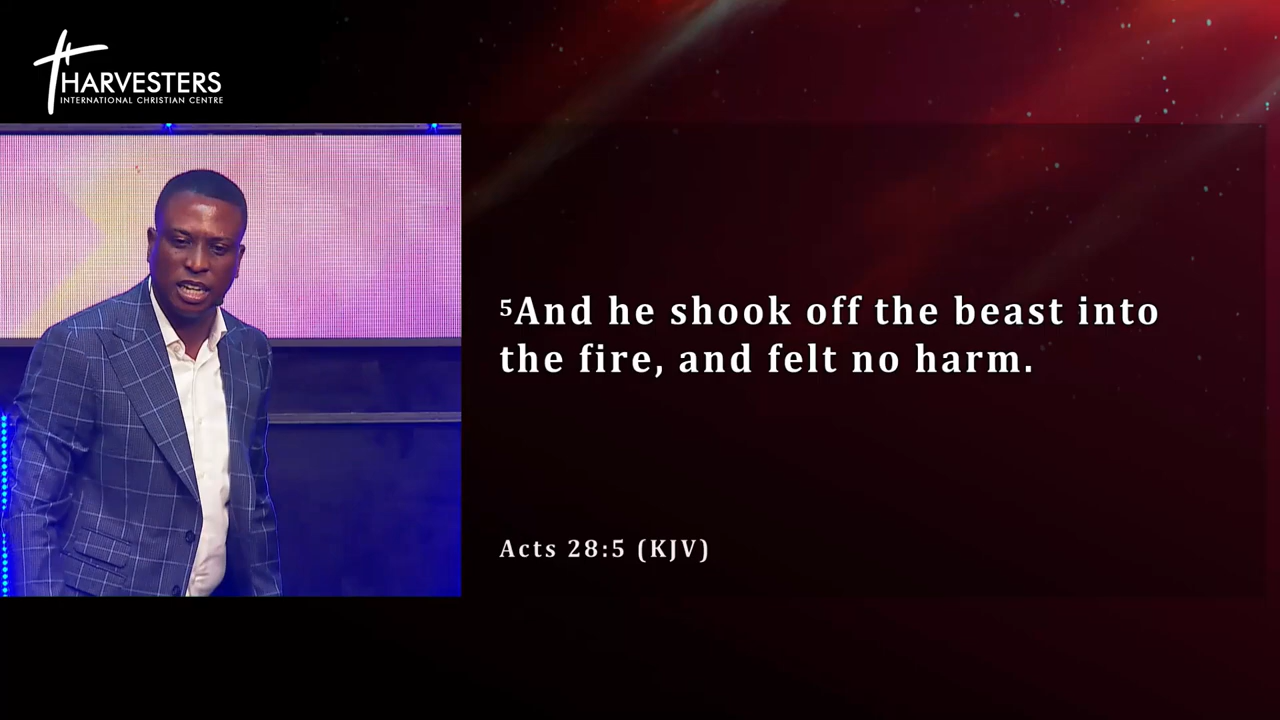 HARVESTERS
INTERNATIONAL CHRISTIAN CENTRE
⁵And he shook off the beast into
the fire, and felt no harm.
Acts 28:5 (KJV)